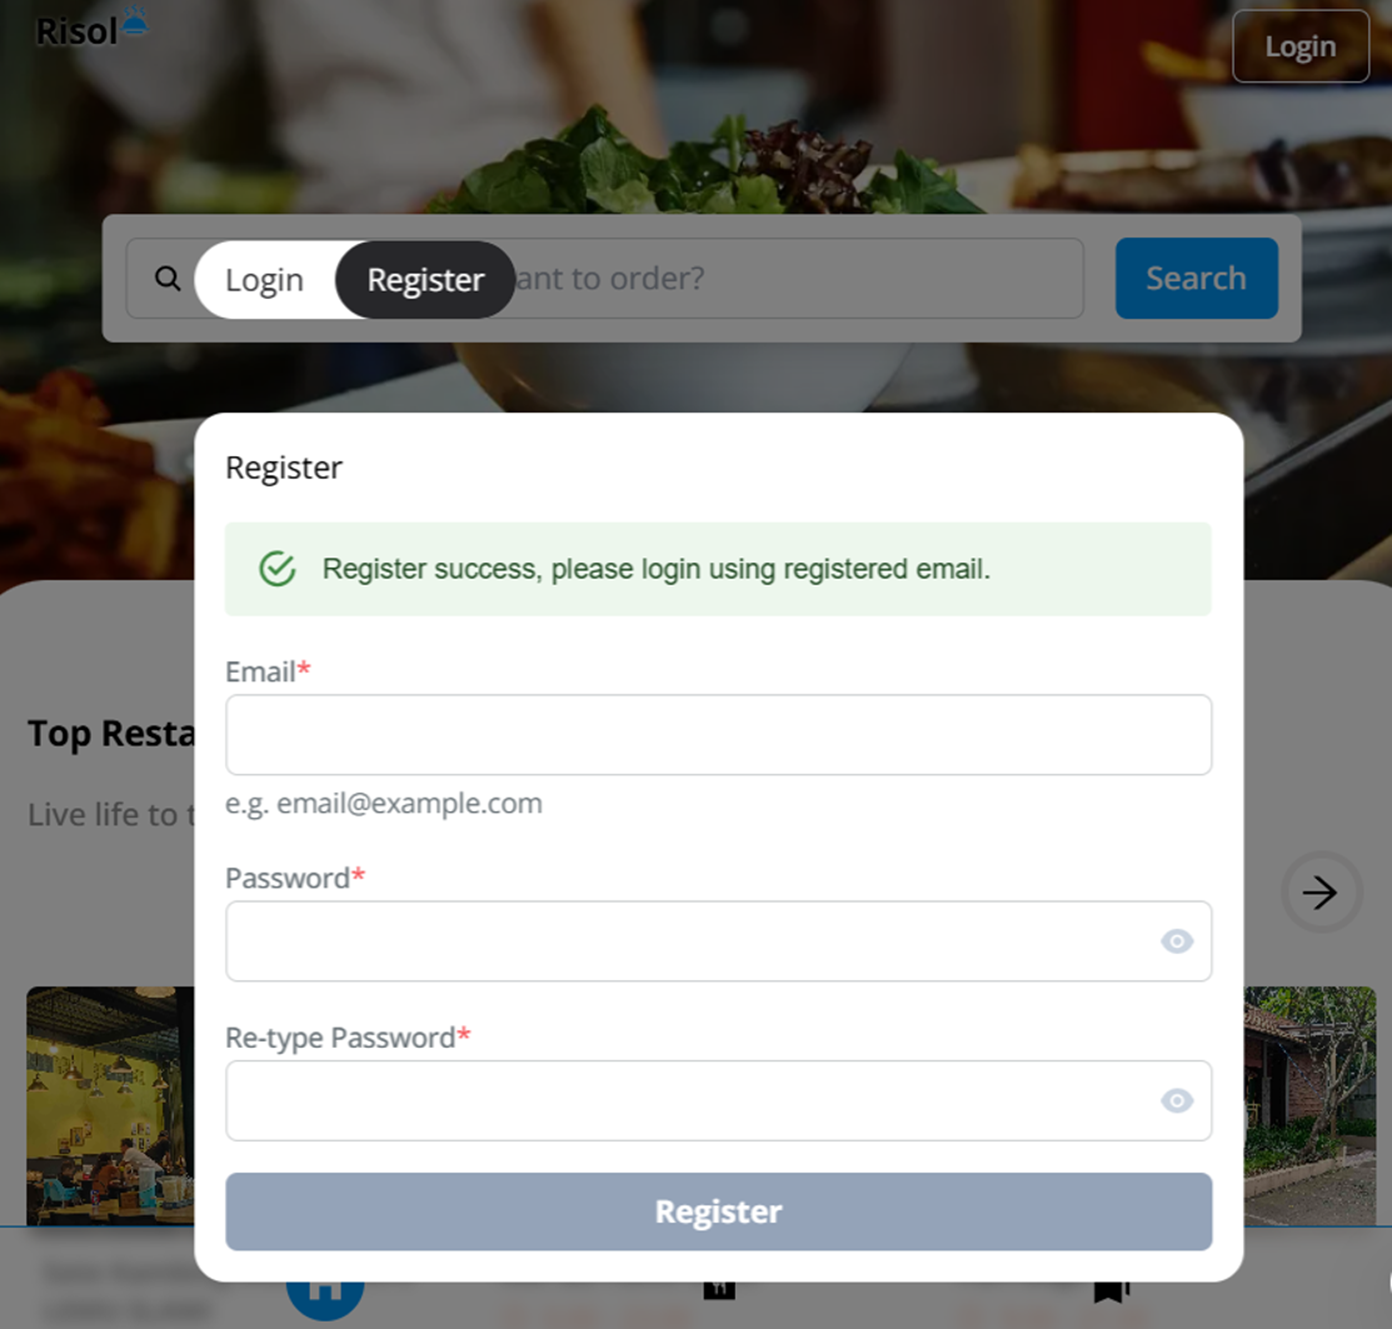 Risol
Login
Login
Register
ant to order?
Search
Register
Register success, please login using registered email.
Email*
e.g. email@example.com
Top Resta
Live life to t
Password*
Re-type Password*
Register